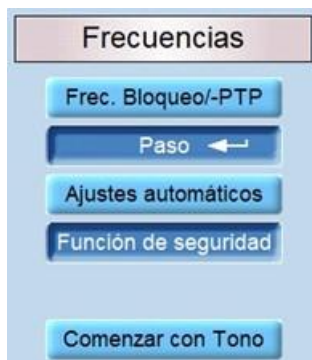 Frecuencias
Frec. Bloqueo/-PTP
Paso
Ajustes automáticos
Función de seguridad
Comenzar con Tono